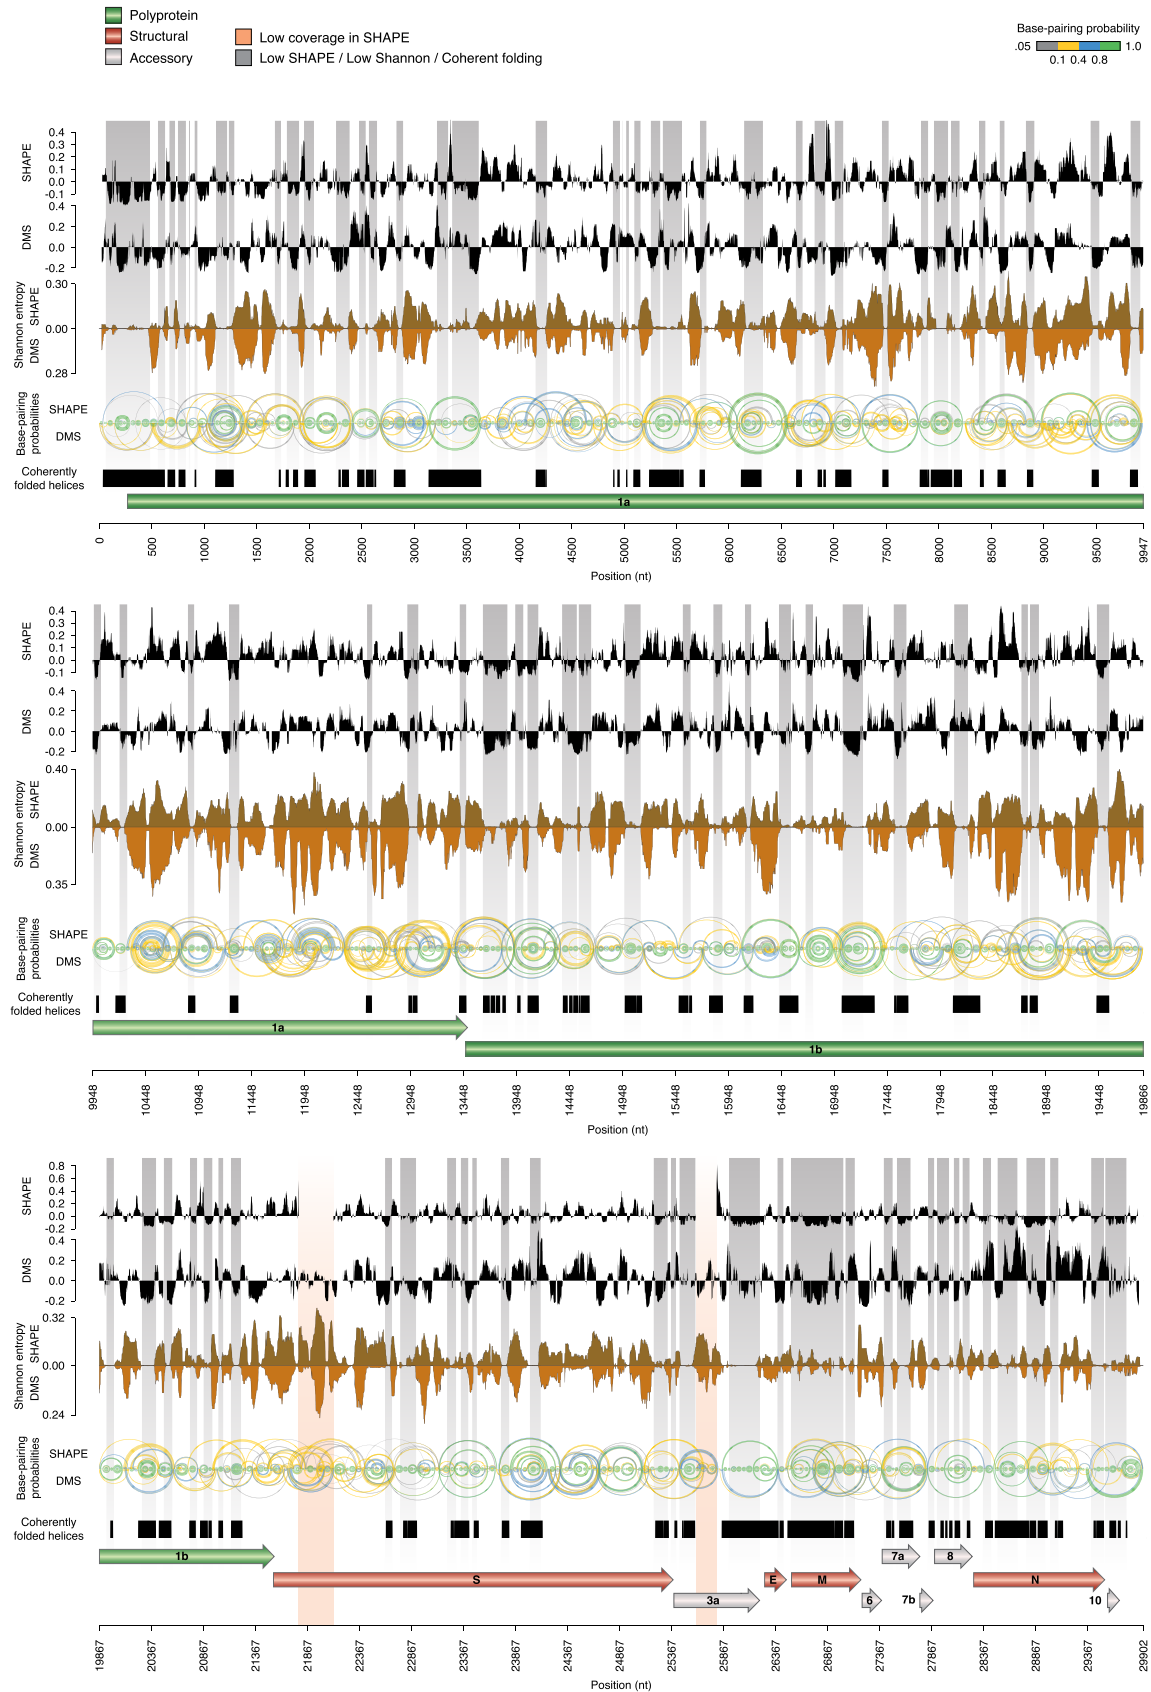 Polyprotein
Structural
Accessory
Low coverage in SHAPE
Low SHAPE / Low Shannon / Coherent folding
Base-pairing probability
.05 1.0
0.1 0.4 0.8
SHAPE
0.4
0.3
0.2
0.1
0.0
-0.1
DMS
0.4
0.2
0.0
-0.2
Shannon entropy
DMS SHAPE
0.30
0.00
0.28
Base-pairing
probabilities
SHAPE
DMS
Coherently
folded helices
1a
0 500 1000 1500 2000 2500 3000 3500 4000 4500 5000 5500 6000 6500 7000 7500 8000 8500 9000 9500 9947
Position (nt)
SHAPE
0.4
0.3
0.2
0.1
0.0
-0.1
DMS
0.4
0.2
0.0
-0.2
Shannon entropy
DMS SHAPE
0.40
0.00
0.35
Base-pairing
probabilities
SHAPE
DMS
Coherently
folded helices
1a
1b
9948 10448 10948 11448 11948 12448 12948 13448 13948 14448 14948 15448 15948 16448 16948 17448 17948 18448 18948 19448 19866
Position (nt)
SHAPE
0.8
0.6
0.4
0.2
0.0
-0.2
DMS
0.4
0.2
0.0
-0.2
Shannon entropy
DMS SHAPE
0.32
0.00
0.24
Base-pairing
probabilities
SHAPE
DMS
Coherently
folded helices
1b 7a 8
S E M N
3a 6 7b 10
19867 20367 20867 21367 21867 22367 22867 23367 23867 24367 24867 25367 25867 26367 26867 27367 27867 28367 28867 29367 29902
Position (nt)